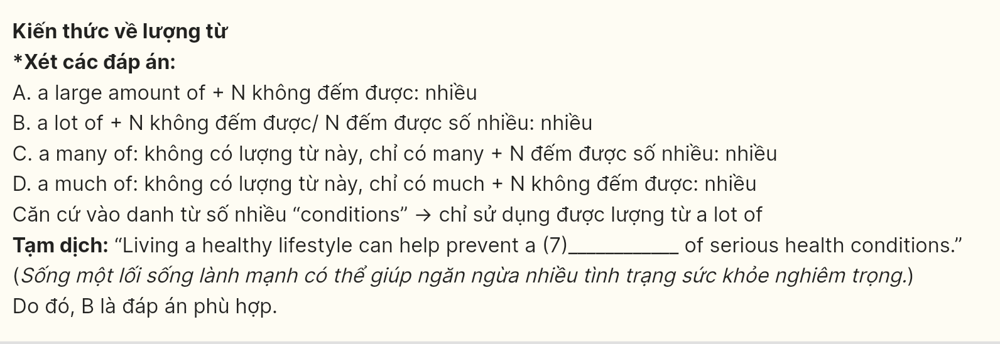 Kiến thức về lượng từ
*Xét các đáp án:
A. a large amount of + N không đếm được: nhiều
B. a lot of + N không đếm được/ N đếm được số nhiều: nhiều
C. a many of: không có lượng từ này, chỉ có many + N đếm được số nhiều: nhiều
D. a much of: không có lượng từ này, chỉ có much + N không đếm được: nhiều
Căn cứ vào danh từ số nhiều “conditions” → chỉ sử dụng được lượng từ a lot of
Tạm dịch: “Living a healthy lifestyle can help prevent a (7)___________ of serious health conditions.”
(Sống một lối sống lành mạnh có thể giúp ngăn ngừa nhiều tình trạng sức khỏe nghiêm trọng.)
Do đó, B là đáp án phù hợp.